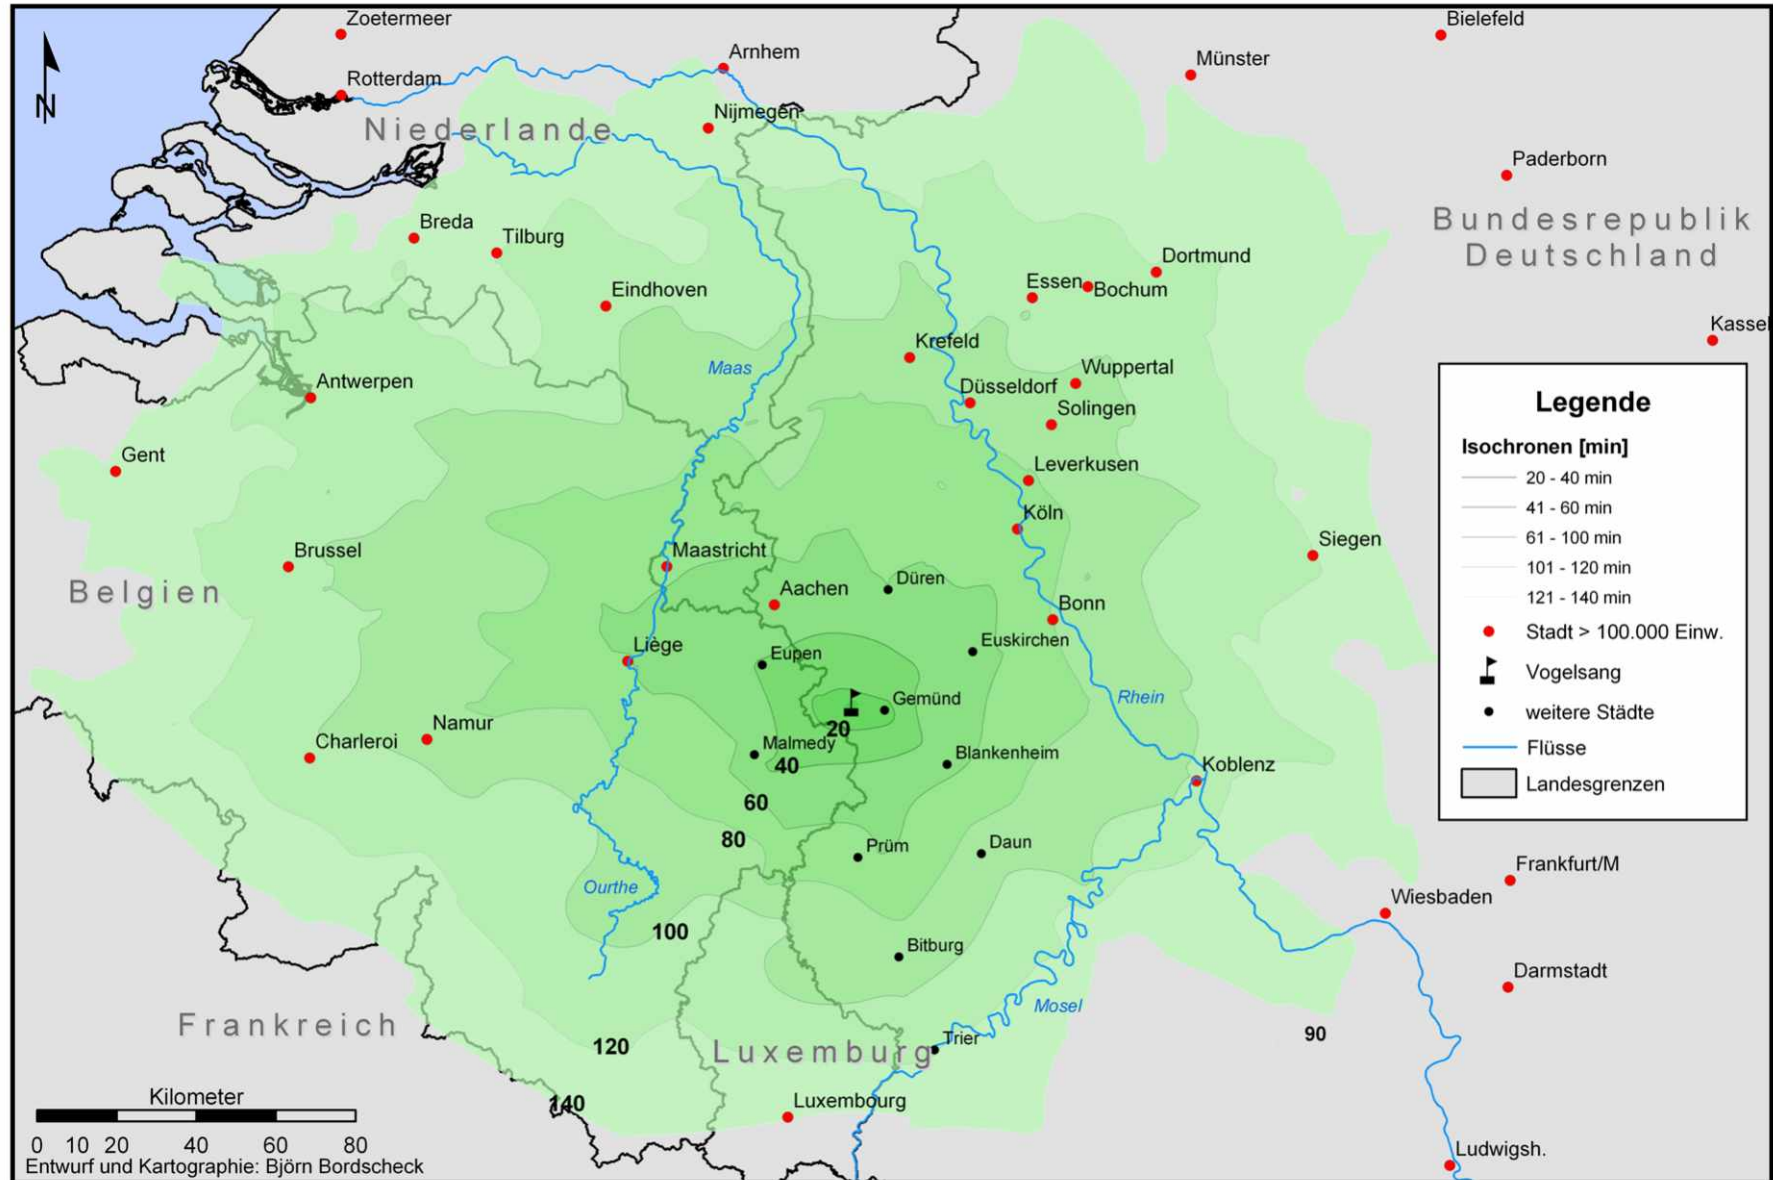 Zoetermeer
Bielefeld
Arnhem
Münster
Rotterdam
N
Niederlande
Nijmegen
Paderborn
Bundesrepublik
Deutschland
Breda
Tilburg
Dortmund
Essen
Bochum
Eindhoven
Kassel
Krefeld
Maas
Wuppertal
Düsseldorf
Antwerpen
Solingen
Gent
Leverkusen
Köln
Brussel
Maastricht
Siegen
Belgien
Aachen
Düren
Bonn
Liège
Eupen
Euskirchen
Gemünd
Rhein
Namur
20
Charleroi
Malmedy
40
Blankenheim
Koblenz
60
80
Prüm
Daun
Ourthe
Frankfurt/M
Wiesbaden
100
Bitburg
Darmstadt
Mosel
Frankreich
120
Luxemburg
Trier
90
140
Luxembourg
Ludwigsh.
Legende
Isochronen [min]
20 - 40 min
41 - 60 min
61 - 100 min
101 - 120 min
121 - 140 min
Stadt > 100.000 Einw.
Vogelsang
weitere Städte
Flüsse
Landesgrenzen
Kilometer
0 10 20 40 60 80
Entwurf und Kartographie: Björn Bordscheck